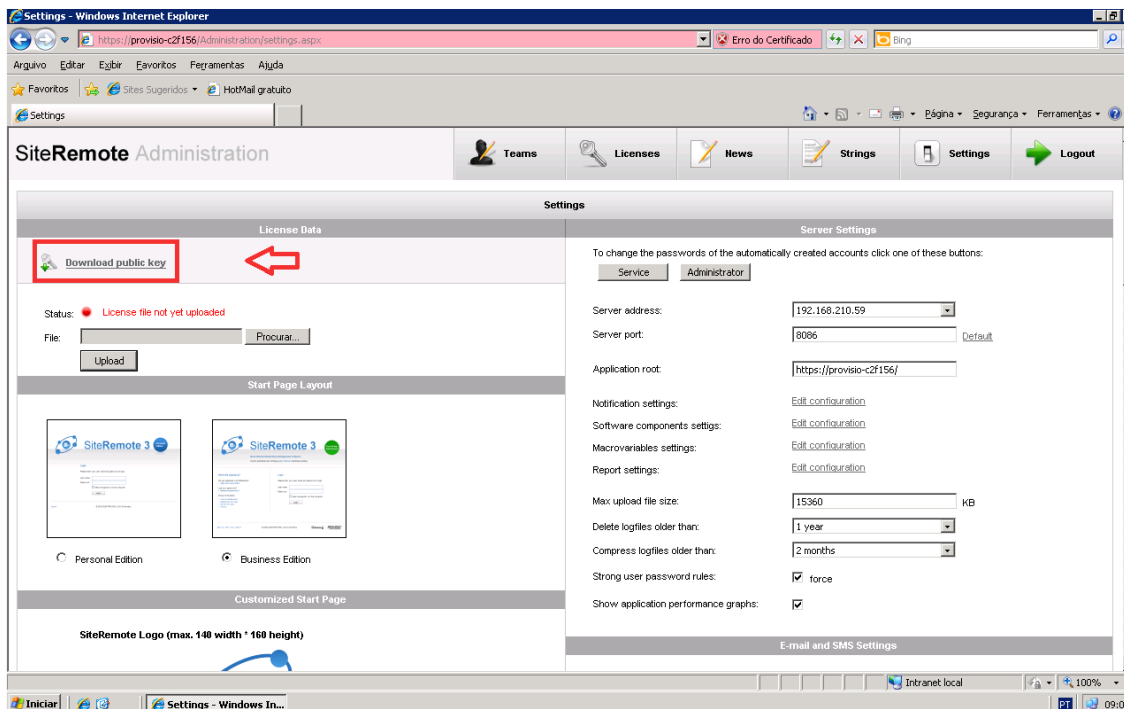 Settings - Windows Internet Explorer
https://provisio-c2f156/Administration/settings.aspx
Erro do Certificado
Bing
Arquivo Editar Exibir Favoritos Ferramentas Ajuda
Favoritos Sites Sugeridos HotMail gratuito
Settings
Página Segurança Ferramentas
SiteRemote Administration
Teams
Licenses
News
Strings
Settings
Logout
Settings
License Data
Download public key
Status: License file not yet uploaded
File: Procurar...
Upload
Start Page Layout
SiteRemote 3
SiteRemote 3
Personal Edition
Business Edition
Customized Start Page
SiteRemote Logo (max. 140 width * 160 height)
Server Settings
To change the passwords of the automatically created accounts click one of these buttons:
Service Administrator
Server address: 192.168.210.59
Server port: 8086 Default
Application root: https://provisio-c2f156/
Notification settings: Edit configuration
Software components settigs: Edit configuration
Macrovariables settings: Edit configuration
Report settings: Edit configuration
Max upload file size: 15360 KB
Delete logfiles older than: 1 year
Compress logfiles older than: 2 months
Strong user password rules: force
Show application performance graphs:
E-mail and SMS Settings
Intranet local
100%
Iniciar
Settings - Windows In...
PT
09:0